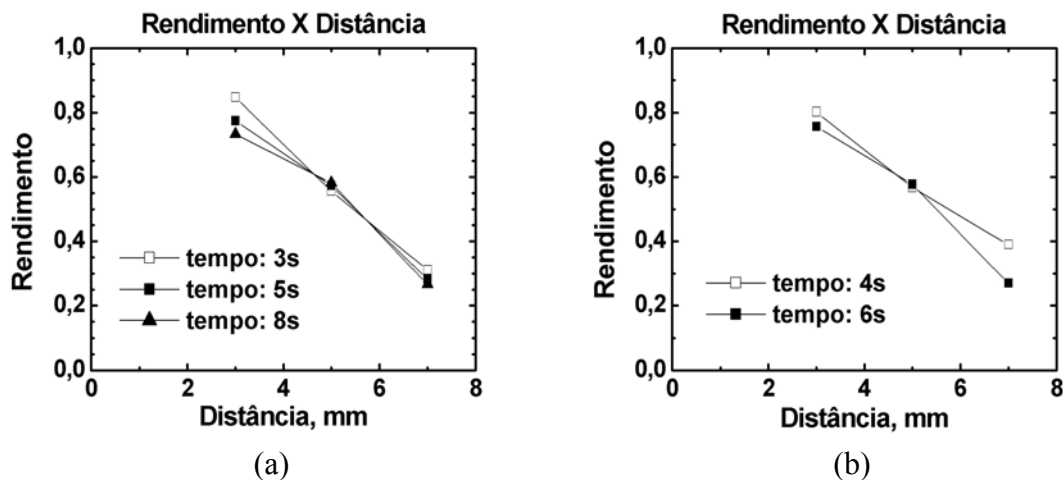 Rendimento X Distância
1,0
0,8
0,6
0,4
0,2
0,0
Rendimento
tempo: 3s
tempo: 5s
tempo: 8s
0 2 4 6 8
Distância, mm
(a)
Rendimento X Distância
1,0
0,8
0,6
0,4
0,2
0,0
Rendimento
tempo: 4s
tempo: 6s
0 2 4 6 8
Distância, mm
(b)